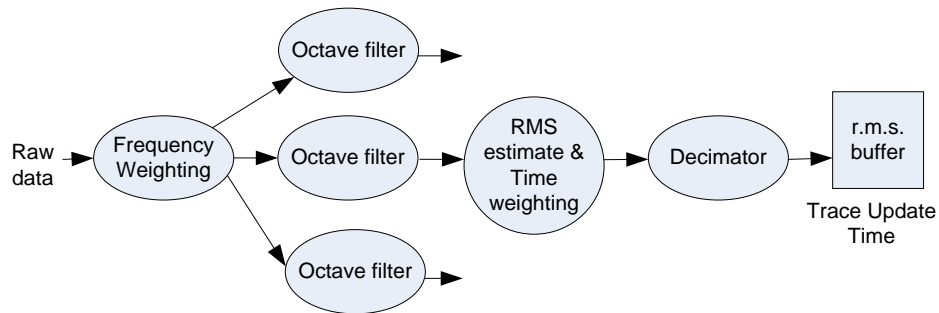 Octave filter
Raw
data
Frequency
Weighting
Octave filter
RMS
estimate &
Time
weighting
Decimator
r.m.s.
buffer
Trace Update
Time
Octave filter